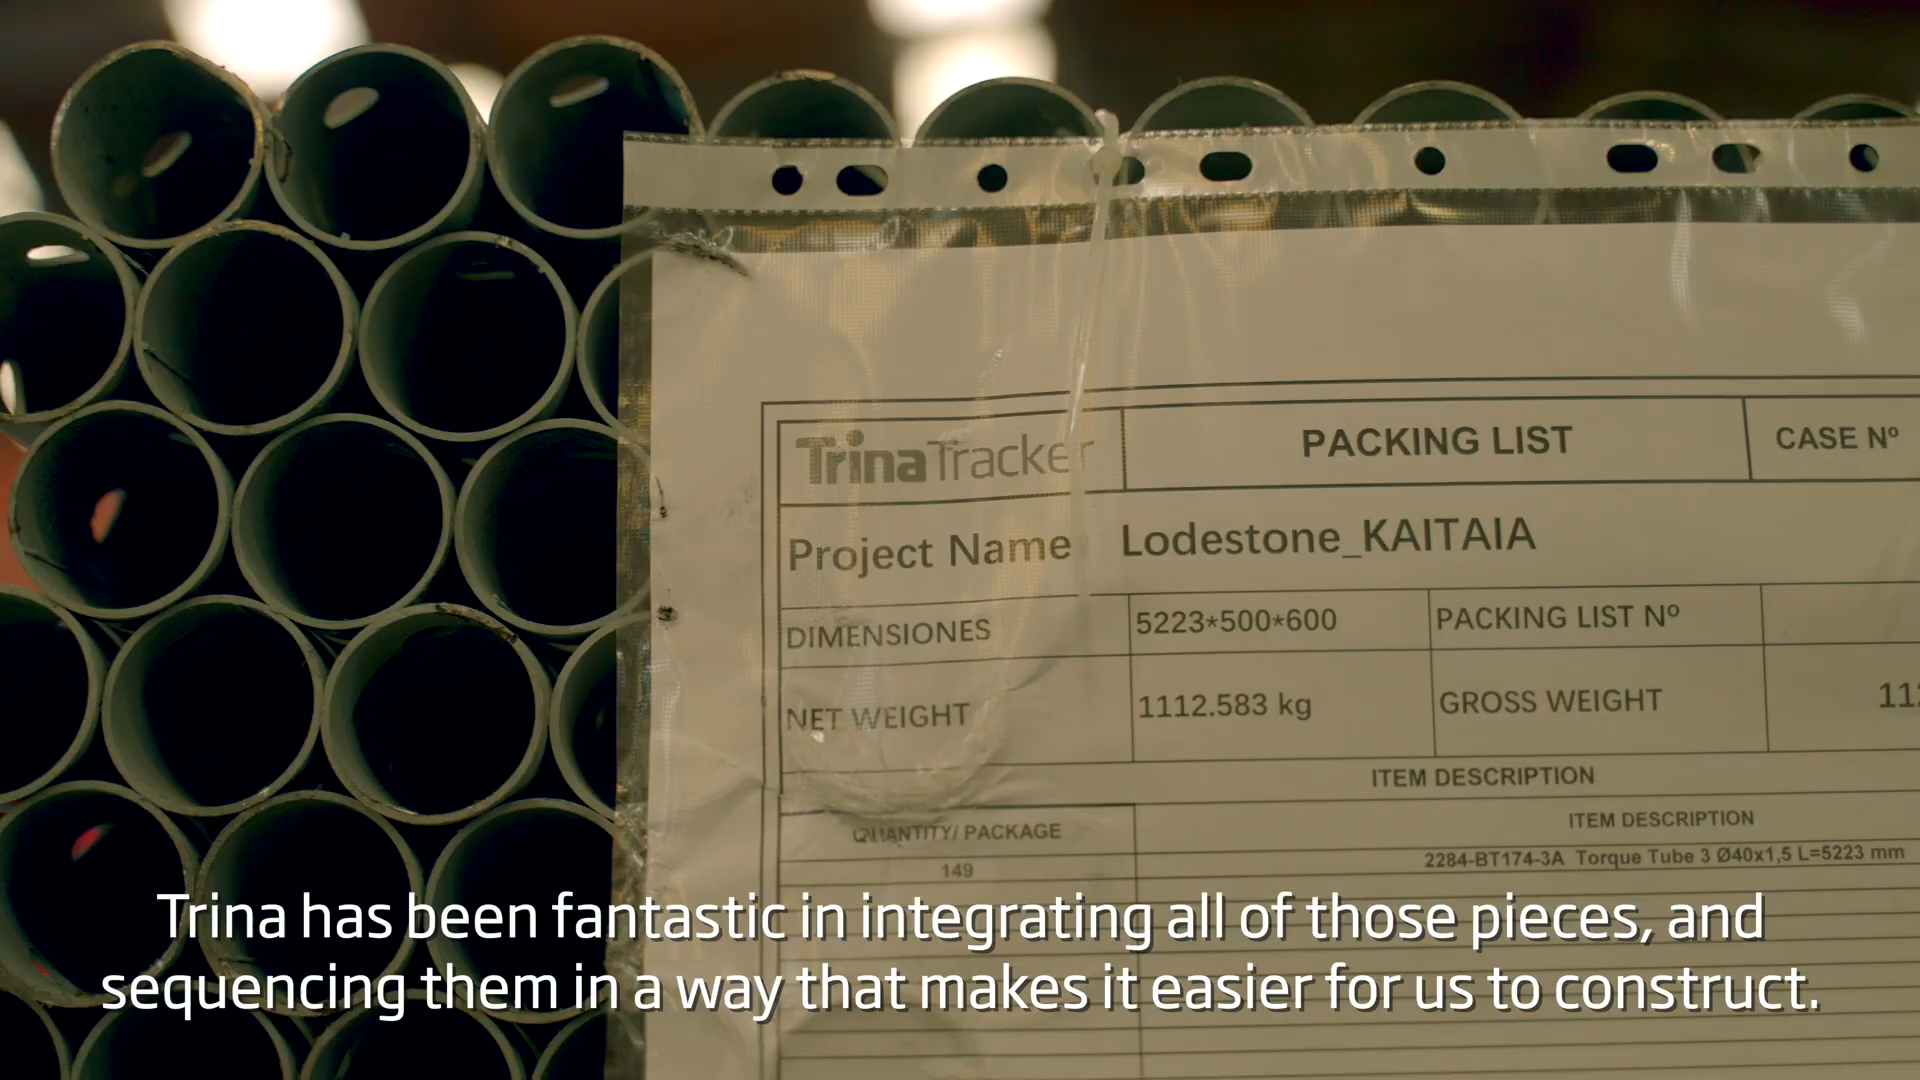 TrinaTracker PACKING LIST CASE Nº
Project Name Lodestone_KAITAIA
DIMENSIONES 5223*500*600 PACKING LIST Nº
NET WEIGHT 1112.583 kg GROSS WEIGHT
ITEM DESCRIPTION
QUANTITY/ PACKAGE ITEM DESCRIPTION
149 2284-BT174-3A Torque Tube 3 Ø40x1,5 L=5223 mm
Trina has been fantastic in integrating all of those pieces, and
sequencing them in a way that makes it easier for us to construct.